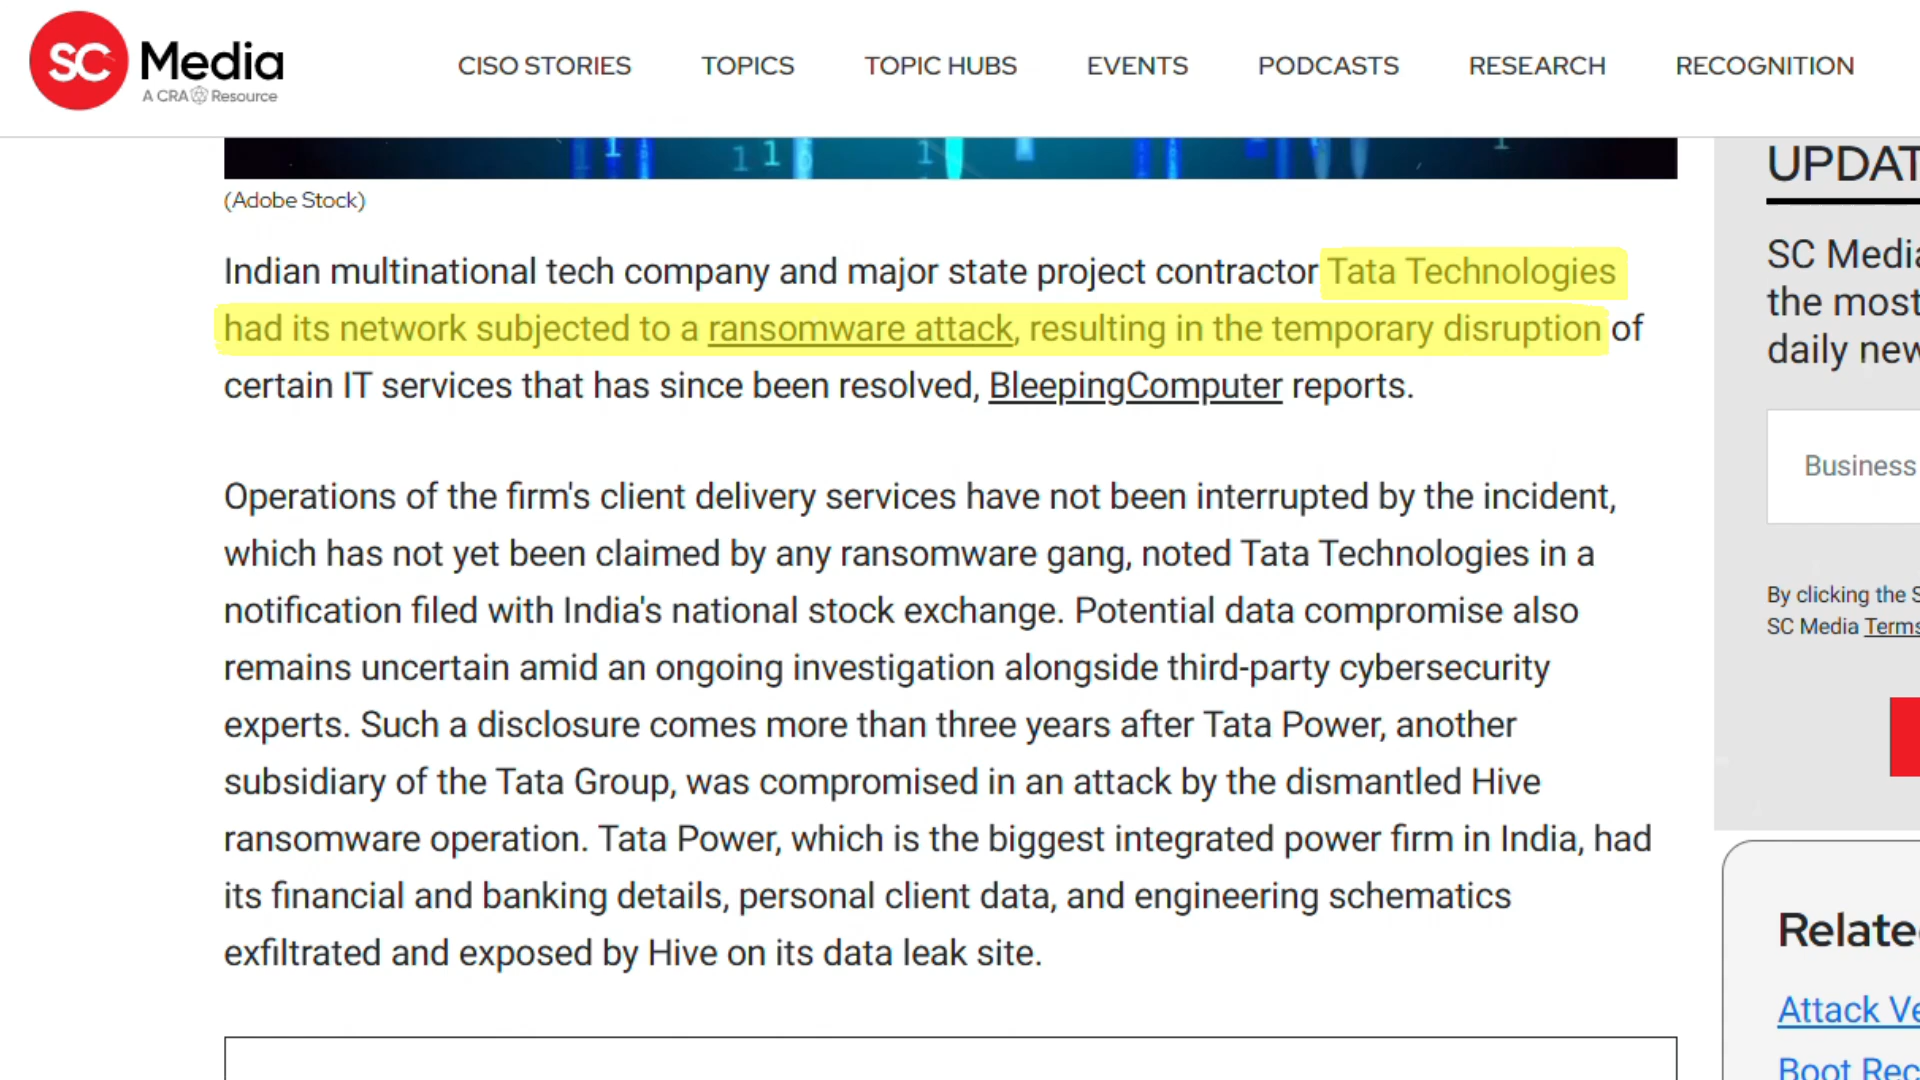 SC Media
A CRA Resource
CISO STORIES TOPICS TOPIC HUBS EVENTS PODCASTS RESEARCH RECOGNITION
(Adobe Stock)
Indian multinational tech company and major state project contractor Tata Technologies
had its network subjected to a ransomware attack, resulting in the temporary disruption of
certain IT services that has since been resolved, BleepingComputer reports.
Operations of the firm's client delivery services have not been interrupted by the incident,
which has not yet been claimed by any ransomware gang, noted Tata Technologies in a
notification filed with India's national stock exchange. Potential data compromise also
remains uncertain amid an ongoing investigation alongside third-party cybersecurity
experts. Such a disclosure comes more than three years after Tata Power, another
subsidiary of the Tata Group, was compromised in an attack by the dismantled Hive
ransomware operation. Tata Power, which is the biggest integrated power firm in India, had
its financial and banking details, personal client data, and engineering schematics
exfiltrated and exposed by Hive on its data leak site.
UPDAT
SC Media
the most
daily new
Business
By clicking the S
SC Media Terms
Relate
Attack Ve
Boot Rec